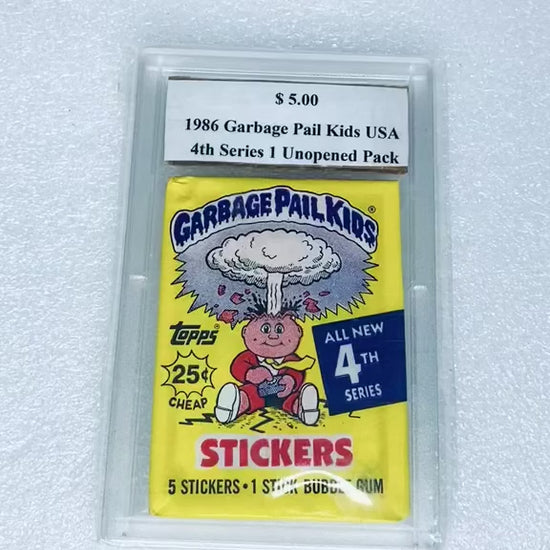 $ 5.00
1986 Garbage Pail Kids USA
4th Series 1 Unopened Pack
GARBAGE PAIL KIDS®
topps®
ALL NEW
4TH
SERIES
25¢
CHEAP
STICKERS
5 STICKERS • 1 STICK BUBBLE GUM